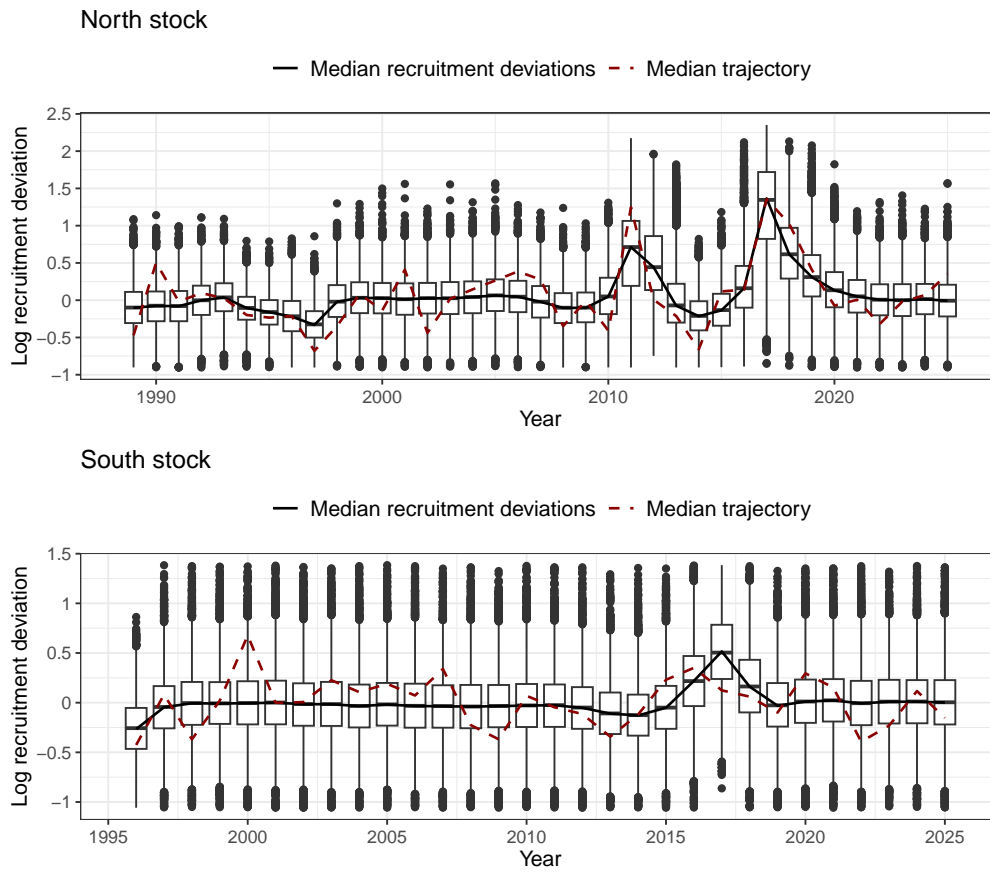 North stock
Median recruitment deviations Median trajectory
Log recruitment deviation
2.5
2
1.5
1
0.5
0
−0.5
−1
1990 2000 2010 2020
Year
South stock
Median recruitment deviations Median trajectory
Log recruitment deviation
1.5
1
0.5
0
−0.5
−1
1995 2000 2005 2010 2015 2020 2025
Year